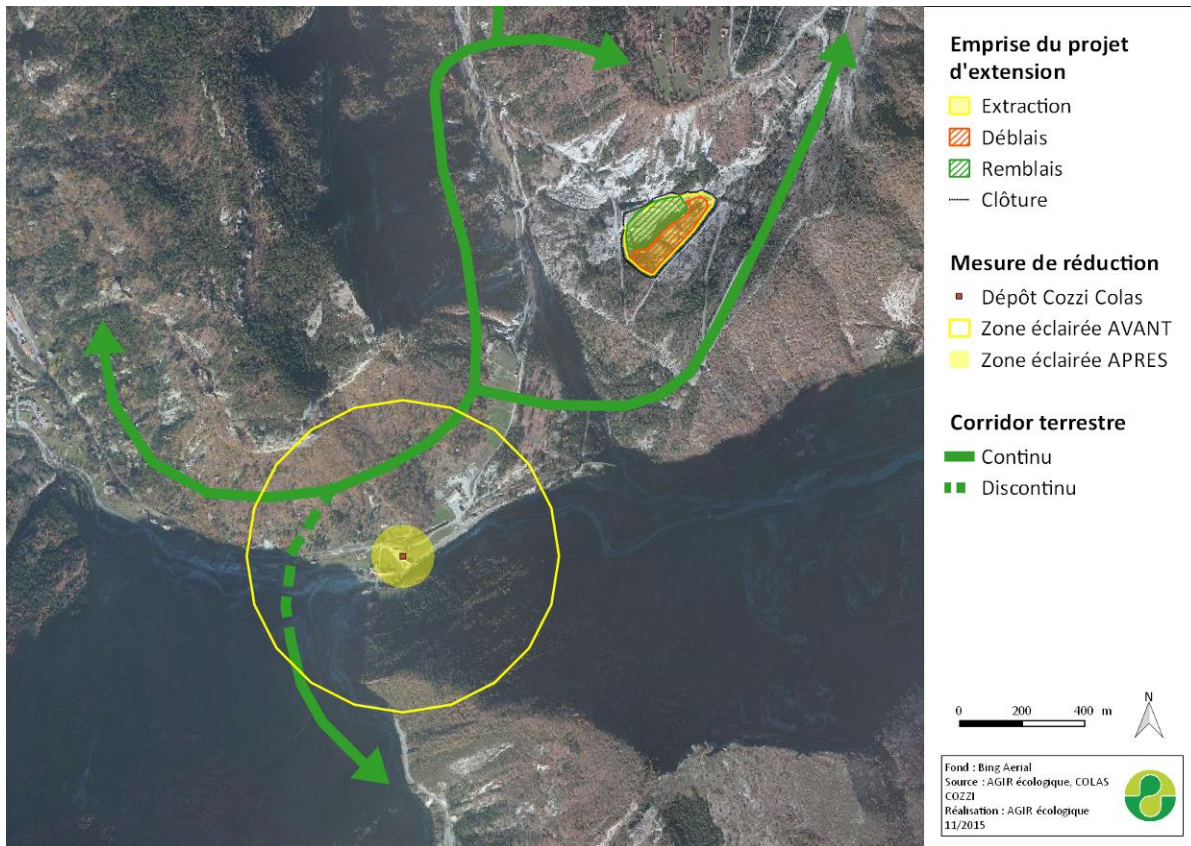 Emprise du projet
d'extension
Extraction
Déblais
Remblais
Clôture
Mesure de réduction
Dépôt Cozzi Colas
Zone éclairée AVANT
Zone éclairée APRES
Corridor terrestre
Continu
Discontinu
N
0 200 400 m
Fond : Bing Aerial
Source : AGIR écologique, COLAS
COZZI
Réalisation : AGIR écologique
11/2015